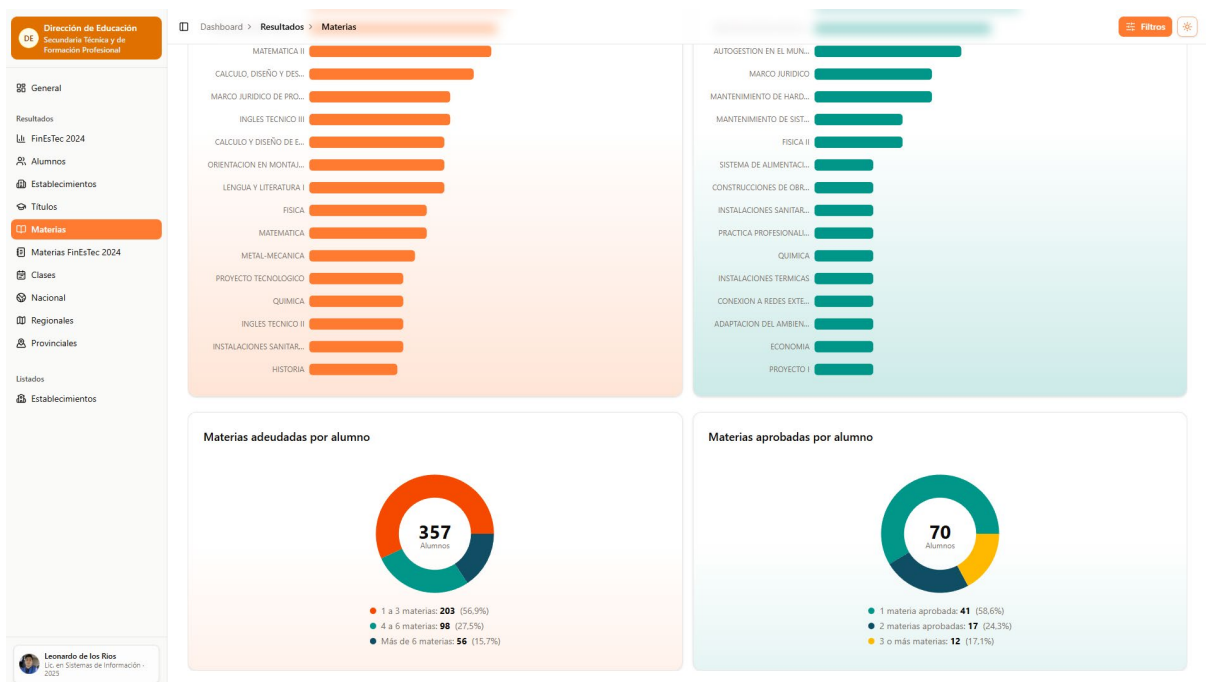 DE
Dirección de Educación
Secundaria Técnica y de
Formación Profesional
General
Resultados
FinEsTec 2024
Alumnos
Establecimientos
Títulos
Materias
Materias FinEsTec 2024
Clases
Nacional
Regionales
Provinciales
Listados
Establecimientos
Leonardo de los Rios
Lic. en Sistemas de Información -
2025
Dashboard > Resultados > Materias
Filtros
MATEMATICA II
CALCULO, DISEÑO Y DES...
MARCO JURIDICO DE PRO...
INGLES TECNICO III
CALCULO Y DISEÑO DE E...
ORIENTACION EN MONTAJ...
LENGUA Y LITERATURA I
FISICA
MATEMATICA
METAL-MECANICA
PROYECTO TECNOLOGICO
QUIMICA
INGLES TECNICO II
INSTALACIONES SANITAR...
HISTORIA
AUTOGESTION EN EL MUN...
MARCO JURIDICO
MANTENIMIENTO DE HARD...
MANTENIMIENTO DE SIST...
FISICA II
SISTEMA DE ALIMENTACI...
CONSTRUCCIONES DE OBR...
INSTALACIONES SANITAR...
PRACTICA PROFESIONALI...
QUIMICA
INSTALACIONES TERMICAS
CONEXION A REDES EXTE...
ADAPTACION DEL AMBIEN...
ECONOMIA
PROYECTO I
Materias adeudadas por alumno
357
Alumnos
1 a 3 materias: 203 (56,9%)
4 a 6 materias: 98 (27,5%)
Más de 6 materias: 56 (15,7%)
Materias aprobadas por alumno
70
Alumnos
1 materia aprobada: 41 (58,6%)
2 materias aprobadas: 17 (24,3%)
3 o más materias: 12 (17,1%)